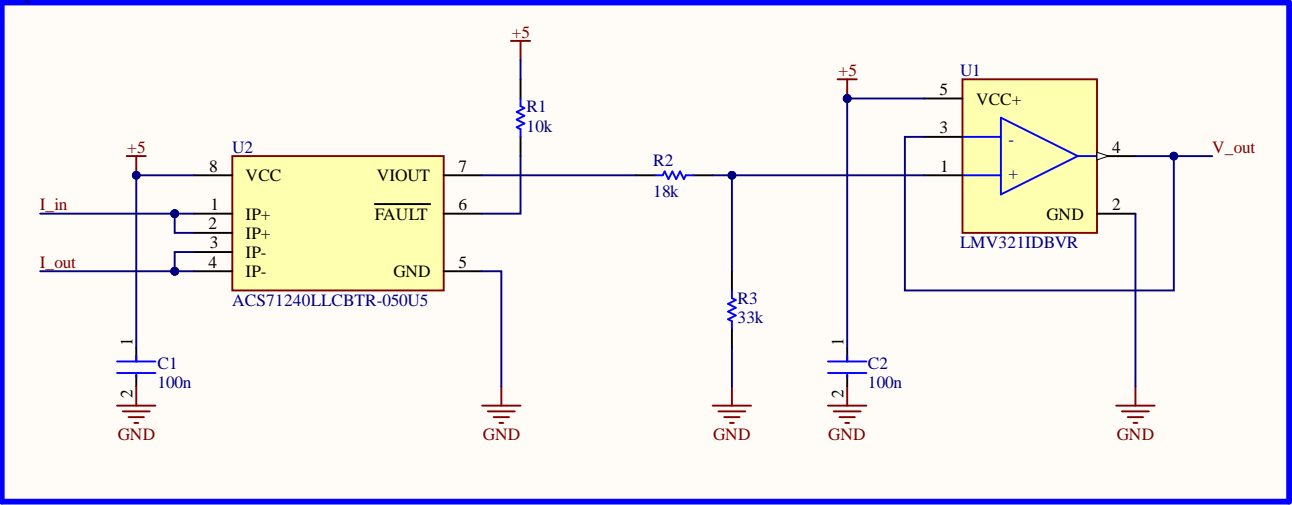 +5
R1
10k
+5
U1
5
VCC+
3
-
4
V_out
1
+
GND
2
LMV321IDBVR
+5
U2
8
VCC
VIOUT
7
R2
18k
I_in
1
IP+
FAULT
6
2
IP+
3
IP-
I_out
4
IP-
GND
5
ACS71240LLCBTR-050U5
R3
33k
1
C1
100n
2
GND
GND
GND
1
C2
100n
2
GND
GND